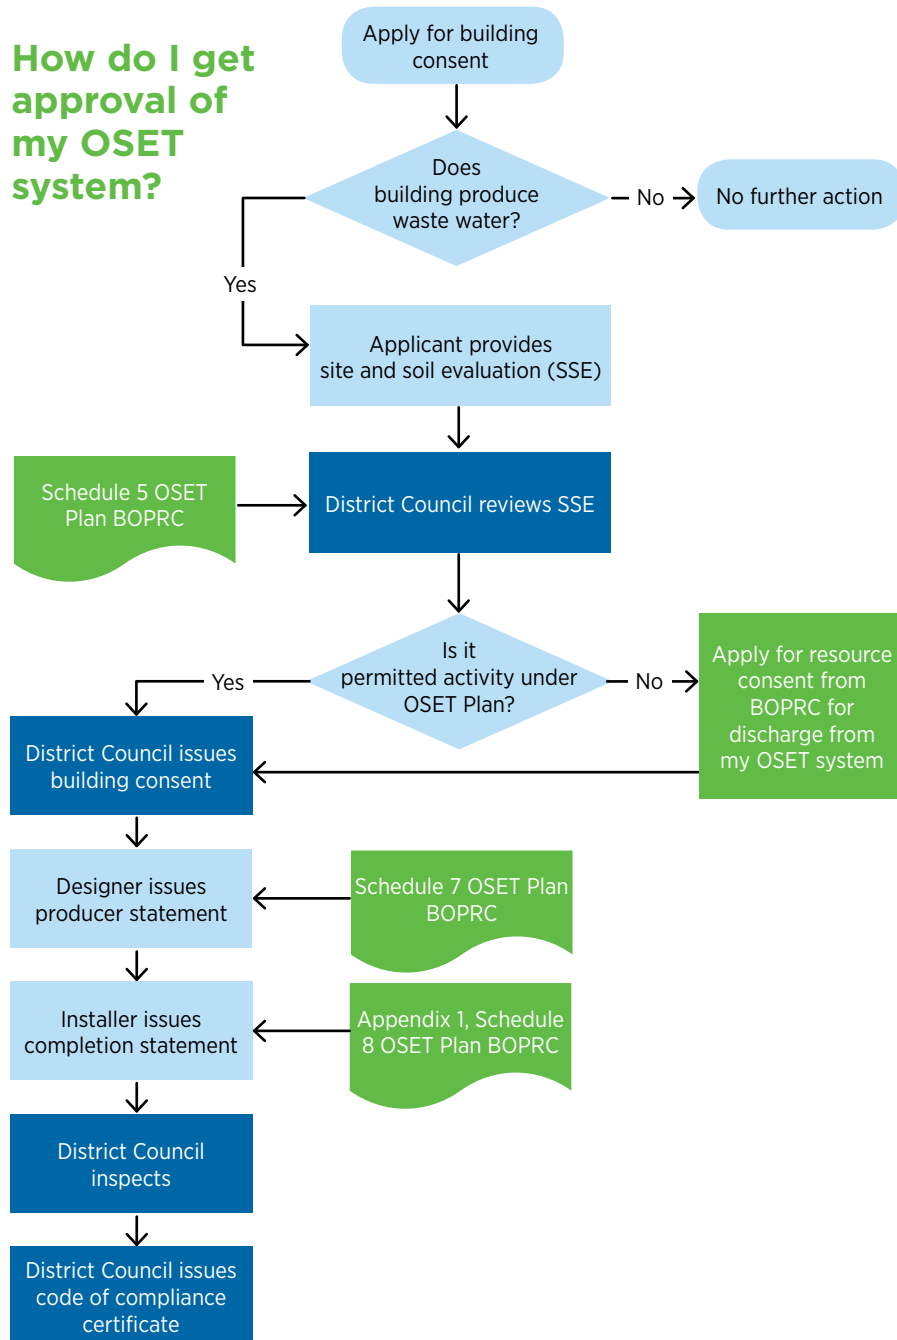 How do I get
approval of
my OSET
system?
Apply for building
consent
Does
building produce
waste water?
No
No further action
Yes
Applicant provides
site and soil evaluation (SSE)
Schedule 5 OSET
Plan BOPRC
District Council reviews SSE
Is it
permitted activity under
OSET Plan?
Yes
No
Apply for resource
consent from
BOPRC for
discharge from
my OSET system
District Council issues
building consent
Designer issues
producer statement
Schedule 7 OSET Plan
BOPRC
Installer issues
completion statement
Appendix 1, Schedule
8 OSET Plan BOPRC
District Council
inspects
District Council issues
code of compliance
certificate